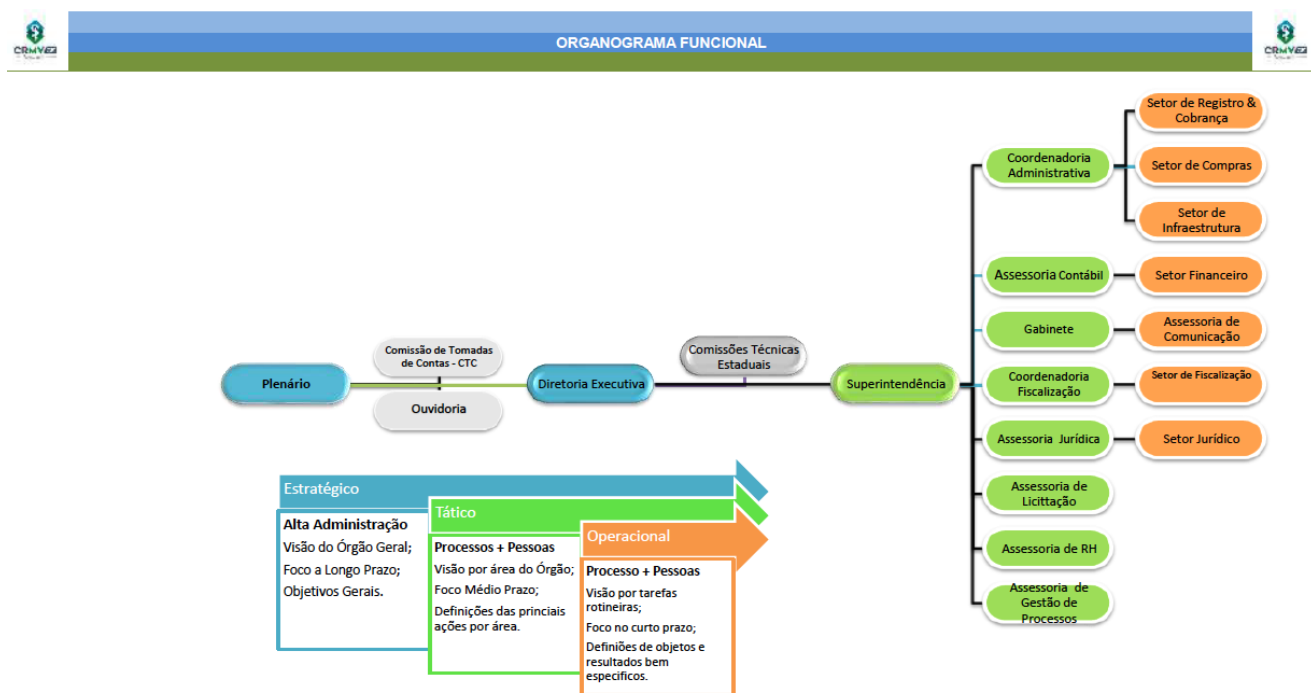 CRMV
ORGANOGRAMA FUNCIONAL
CRMV
Setor de Registro &
Cobrança
Coordenadoria
Administrativa
Setor de Compras
Setor de
Infraestrutura
Assessoria Contábil
Setor Financeiro
Gabinete
Assessoria de
Comunicação
Comissão de Tomadas
de Contas - CTC
Comissões Técnicas
Estaduais
Plenário
Diretoria Executiva
Superintendência
Coordenadoria
Fiscalização
Setor de Fiscalização
Ouvidoria
Assessoria Jurídica
Setor Jurídico
Assessoria de
Licittação
Assessoria de RH
Assessoria de
Gestão de
Processos
Estratégico
Alta Administração
Visão do Órgão Geral;
Foco a Longo Prazo;
Objetivos Gerais.
Tático
Processos + Pessoas
Visão por área do Órgão;
Foco Médio Prazo;
Definições das princiais
ações por área.
Operacional
Processo + Pessoas
Visão por tarefas
rotineiras;
Foco no curto prazo;
Definiões de objetos e
resultados bem
especificos.